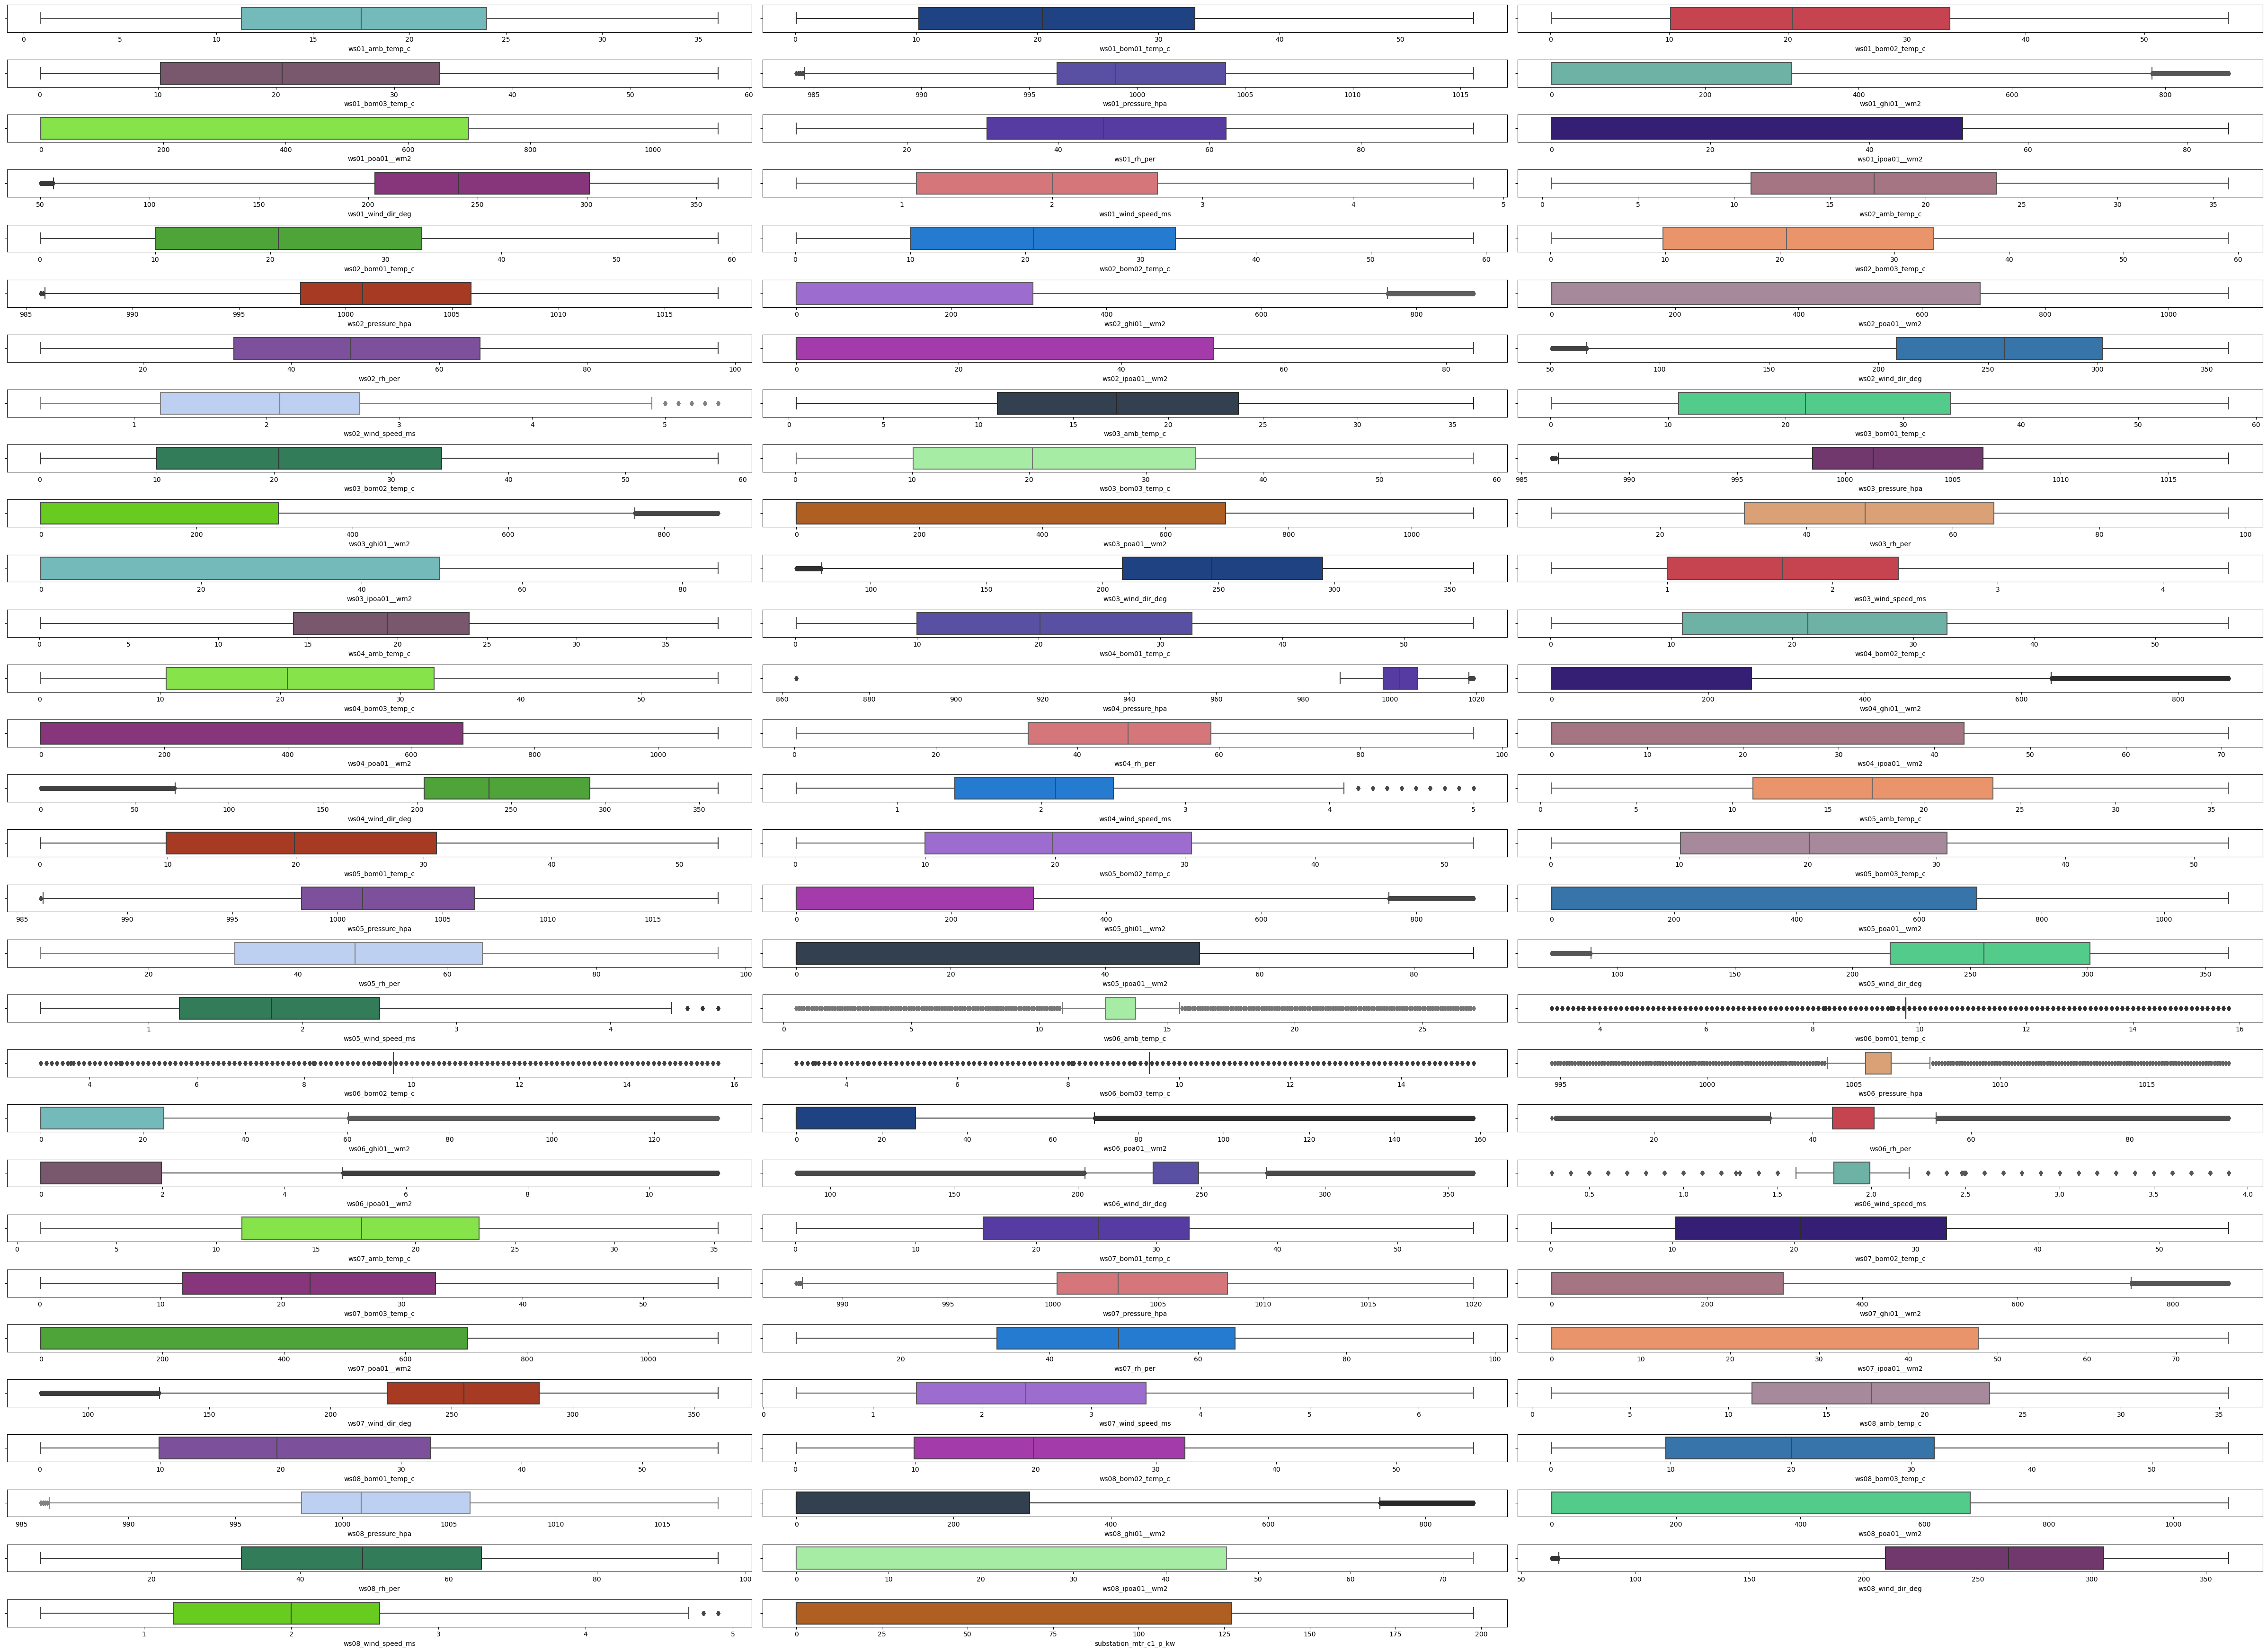 0 5 10 15 20 25 30 35
ws01_amb_temp_c
0 10 20 30 40 50
ws01_bom01_temp_c
0 10 20 30 40 50
ws01_bom02_temp_c
0 10 20 30 40 50 60
ws01_bom03_temp_c
985 990 995 1000 1005 1010 1015
ws01_pressure_hpa
0 200 400 600 800
ws01_ghi01__wm2
0 200 400 600 800 1000
ws01_poa01__wm2
20 40 60 80
ws01_rh_per
0 20 40 60 80
ws01_ipoa01__wm2
50 100 150 200 250 300 350
ws01_wind_dir_deg
1 2 3 4 5
ws01_wind_speed_ms
0 5 10 15 20 25 30 35
ws02_amb_temp_c
0 10 20 30 40 50 60
ws02_bom01_temp_c
0 10 20 30 40 50 60
ws02_bom02_temp_c
0 10 20 30 40 50 60
ws02_bom03_temp_c
985 990 995 1000 1005 1010 1015
ws02_pressure_hpa
0 200 400 600 800
ws02_ghi01__wm2
0 200 400 600 800 1000
ws02_poa01__wm2
20 40 60 80 100
ws02_rh_per
0 20 40 60 80
ws02_ipoa01__wm2
50 100 150 200 250 300 350
ws02_wind_dir_deg
1 2 3 4 5
ws02_wind_speed_ms
0 5 10 15 20 25 30 35
ws03_amb_temp_c
0 10 20 30 40 50 60
ws03_bom01_temp_c
0 10 20 30 40 50 60
ws03_bom02_temp_c
0 10 20 30 40 50 60
ws03_bom03_temp_c
985 990 995 1000 1005 1010 1015
ws03_pressure_hpa
0 200 400 600 800
ws03_ghi01__wm2
0 200 400 600 800 1000
ws03_poa01__wm2
20 40 60 80 100
ws03_rh_per
0 20 40 60 80
ws03_ipoa01__wm2
100 150 200 250 300 350
ws03_wind_dir_deg
1 2 3 4
ws03_wind_speed_ms
0 5 10 15 20 25 30 35
ws04_amb_temp_c
0 10 20 30 40 50
ws04_bom01_temp_c
0 10 20 30 40 50
ws04_bom02_temp_c
0 10 20 30 40 50
ws04_bom03_temp_c
860 880 900 920 940 960 980 1000 1020
ws04_pressure_hpa
0 200 400 600 800
ws04_ghi01__wm2
0 200 400 600 800 1000
ws04_poa01__wm2
0 20 40 60 80 100
ws04_rh_per
0 10 20 30 40 50 60 70
ws04_ipoa01__wm2
0 50 100 150 200 250 300 350
ws04_wind_dir_deg
1 2 3 4 5
ws04_wind_speed_ms
0 5 10 15 20 25 30 35
ws05_amb_temp_c
0 10 20 30 40 50
ws05_bom01_temp_c
0 10 20 30 40 50
ws05_bom02_temp_c
0 10 20 30 40 50
ws05_bom03_temp_c
985 990 995 1000 1005 1010 1015
ws05_pressure_hpa
0 200 400 600 800
ws05_ghi01__wm2
0 200 400 600 800 1000
ws05_poa01__wm2
20 40 60 80 100
ws05_rh_per
0 20 40 60 80
ws05_ipoa01__wm2
100 150 200 250 300 350
ws05_wind_dir_deg
1 2 3 4
ws05_wind_speed_ms
0 5 10 15 20 25
ws06_amb_temp_c
4 6 8 10 12 14 16
ws06_bom01_temp_c
4 6 8 10 12 14 16
ws06_bom02_temp_c
4 6 8 10 12 14
ws06_bom03_temp_c
995 1000 1005 1010 1015
ws06_pressure_hpa
0 20 40 60 80 100 120
ws06_ghi01__wm2
0 20 40 60 80 100 120 140 160
ws06_poa01__wm2
20 40 60 80
ws06_rh_per
0 2 4 6 8 10
ws06_ipoa01__wm2
100 150 200 250 300 350
ws06_wind_dir_deg
0.5 1.0 1.5 2.0 2.5 3.0 3.5 4.0
ws06_wind_speed_ms
0 5 10 15 20 25 30 35
ws07_amb_temp_c
0 10 20 30 40 50
ws07_bom01_temp_c
0 10 20 30 40 50
ws07_bom02_temp_c
0 10 20 30 40 50
ws07_bom03_temp_c
990 995 1000 1005 1010 1015 1020
ws07_pressure_hpa
0 200 400 600 800
ws07_ghi01__wm2
0 200 400 600 800 1000
ws07_poa01__wm2
20 40 60 80 100
ws07_rh_per
0 10 20 30 40 50 60 70
ws07_ipoa01__wm2
100 150 200 250 300 350
ws07_wind_dir_deg
0 1 2 3 4 5 6
ws07_wind_speed_ms
0 5 10 15 20 25 30 35
ws08_amb_temp_c
0 10 20 30 40 50
ws08_bom01_temp_c
0 10 20 30 40 50
ws08_bom02_temp_c
0 10 20 30 40 50
ws08_bom03_temp_c
985 990 995 1000 1005 1010 1015
ws08_pressure_hpa
0 200 400 600 800
ws08_ghi01__wm2
0 200 400 600 800 1000
ws08_poa01__wm2
20 40 60 80 100
ws08_rh_per
0 10 20 30 40 50 60 70
ws08_ipoa01__wm2
50 100 150 200 250 300 350
ws08_wind_dir_deg
1 2 3 4 5
ws08_wind_speed_ms
0 25 50 75 100 125 150 175 200
substation_mtr_c1_p_kw